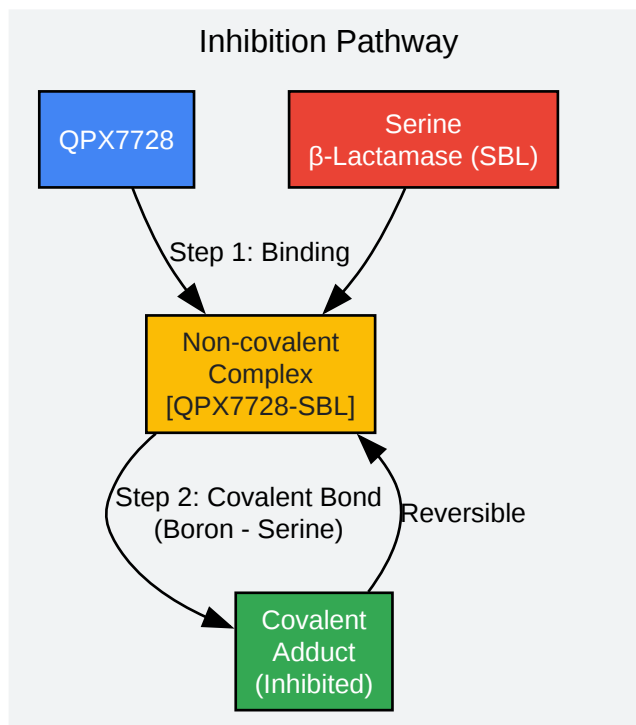 Inhibition Pathway
QPX7728
Serine
β-Lactamase (SBL)
Step 1: Binding
Non-covalent
Complex
[QPX7728-SBL]
Step 2: Covalent Bond
(Boron - Serine)
Reversible
Covalent
Adduct
(Inhibited)